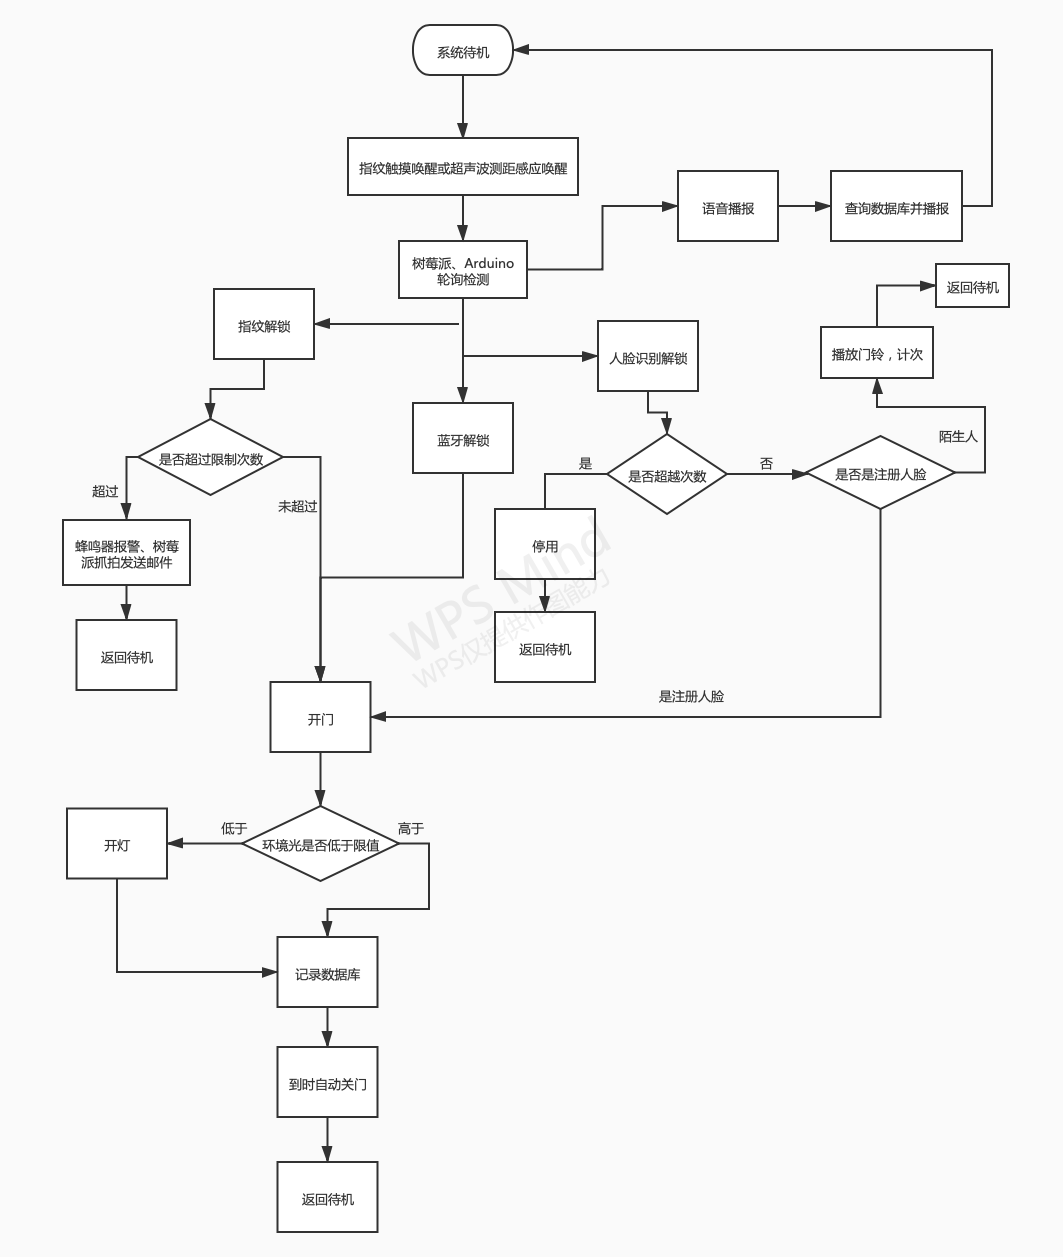 系统待机
指纹触摸唤醒或超声波测距感应唤醒
语音播报
查询数据库并播报
树莓派、Arduino
轮询检测
返回待机
指纹解锁
人脸识别解锁
播放门铃，计次
蓝牙解锁
陌生人
是否超过限制次数
是
是否超越次数
否
是否是注册人脸
超过
未超过
蜂鸣器报警、树莓
派抓拍发送邮件
停用
WPS Mind
WPS仅提供作图能力
返回待机
返回待机
是注册人脸
开门
低于
高于
开灯
环境光是否低于限值
记录数据库
到时自动关门
返回待机